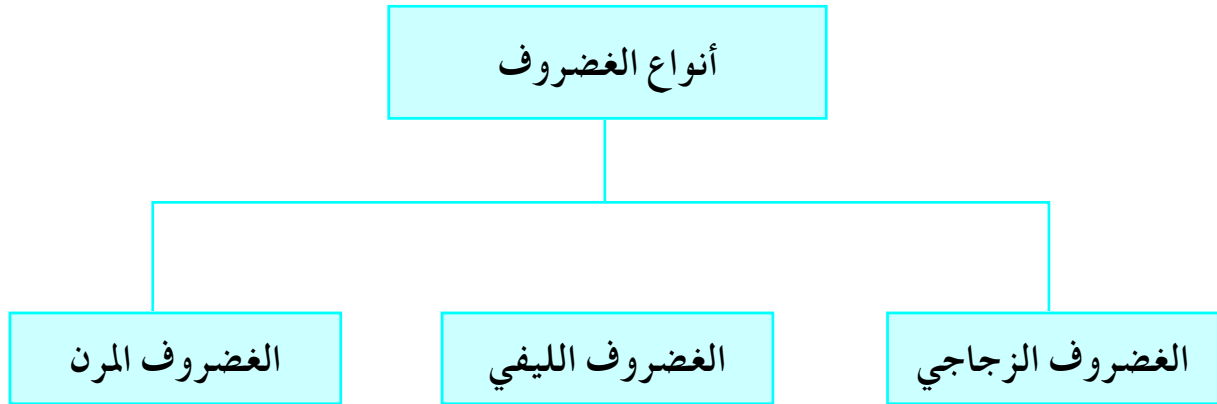 أنواع الغضروف
الغضروف الزجاجي
الغضروف الليفي
الغضروف المرن